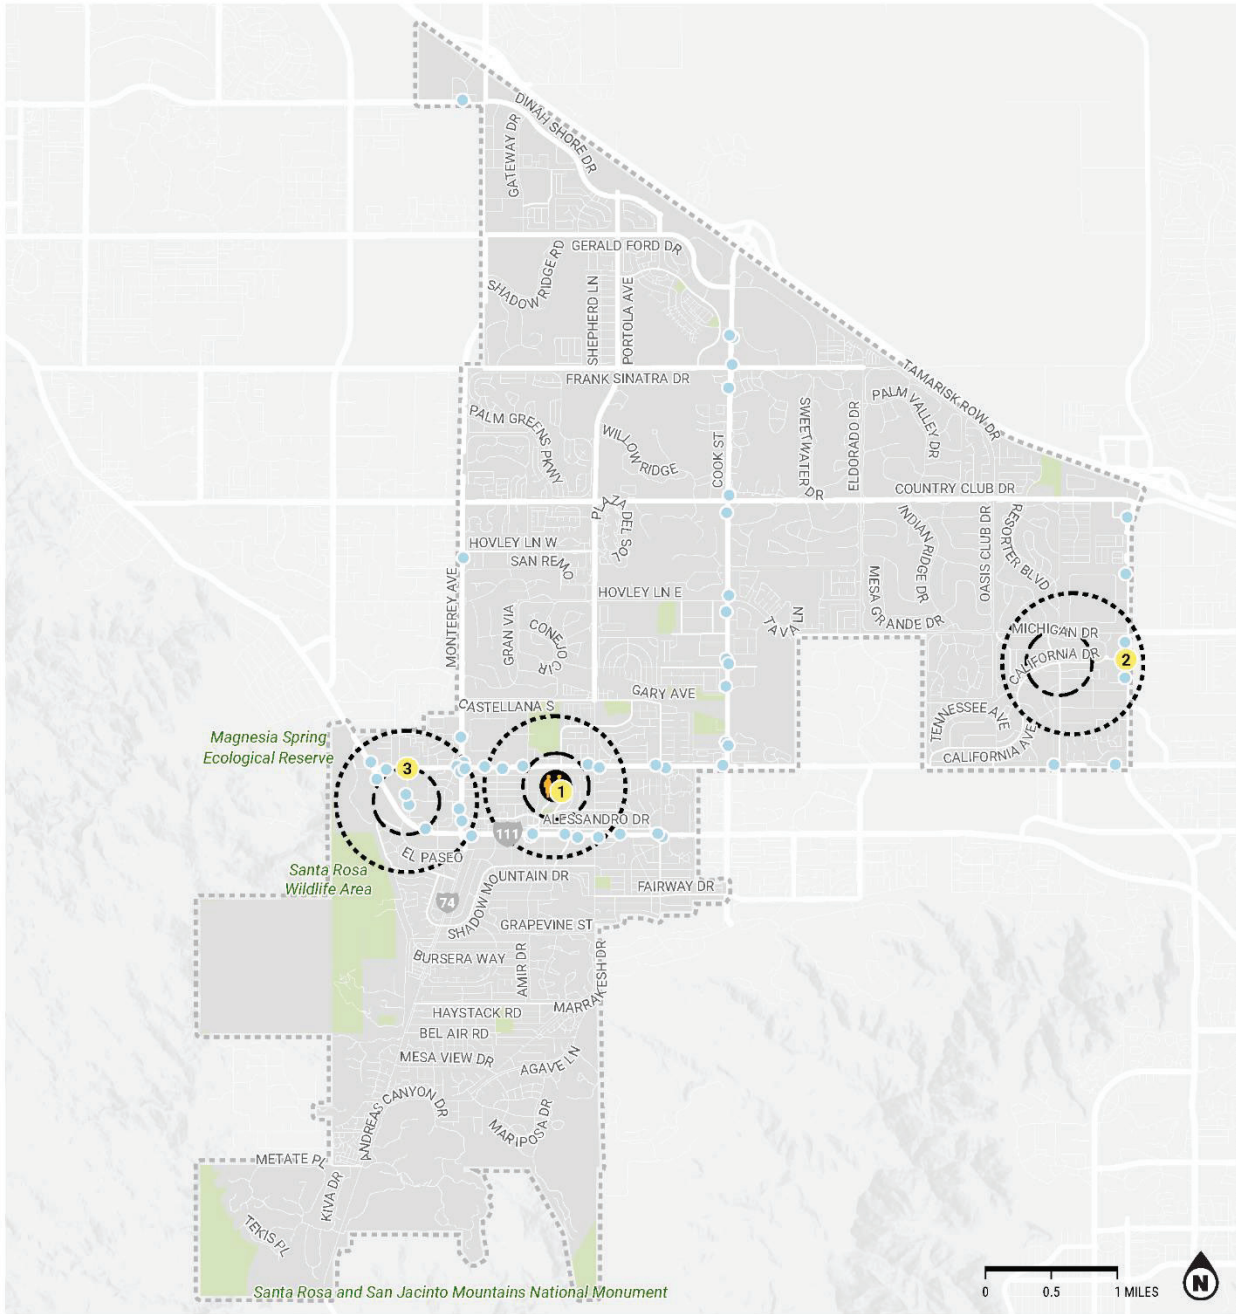 DINAH SHORE DR
GATEWAY DR
GERALD FORD DR
SHADOW RIDGE RD
SHEPHERD LN
PORTOLA AVE
FRANK SINATRA DR
TAMARISK ROW DR
PALM VALLEY DR
PALM GREENS PKWY
WILLOW RIDGE
COOK ST
SWEETWATER DR
ELDORADO DR
COUNTRY CLUB DR
PLAZA DEL SOL
HOVLEY LN W
SAN REMO
INDIAN RIDGE DR
OASIS CLUB DR
RESORTER BLVD
MONTEREY AVE
HOVLEY LN E
MESA GRANDE DR
TAVA LN
GRAN VIA
CONEJO CIR
MICHIGAN DR
CALIFORNIA DR
2
GARY AVE
CASTELLANA S
TENNESSEE AVE
CALIFORNIA AVE
Magnesia Spring
Ecological Reserve
3
1
ALESSANDRO DR
111
EL PASEO
Santa Rosa
Wildlife Area
SHADOW MOUNTAIN DR
FAIRWAY DR
74
GRAPEVINE ST
BURSERA WAY
AMIR DR
MARRAKESH DR
HAYSTACK RD
BEL AIR RD
MESA VIEW DR
AGAVE LN
ANDREAS CANYON DR
MARIPOSA DR
METATE PL
KIVA DR
TEKIS PL
Santa Rosa and San Jacinto Mountains National Monument
0 0.5 1 MILES
N